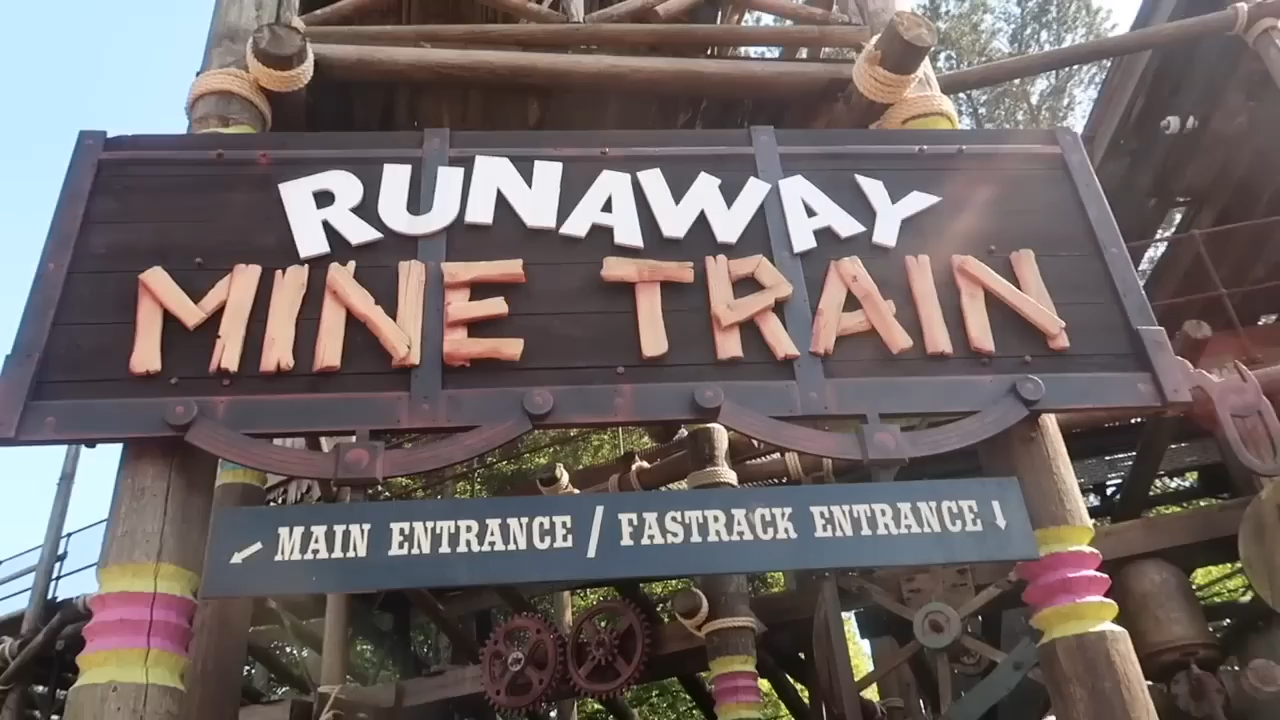 RUNAWAY
MINE TRAIN
↙ MAIN ENTRANCE / FASTRACK ENTRANCE ↓